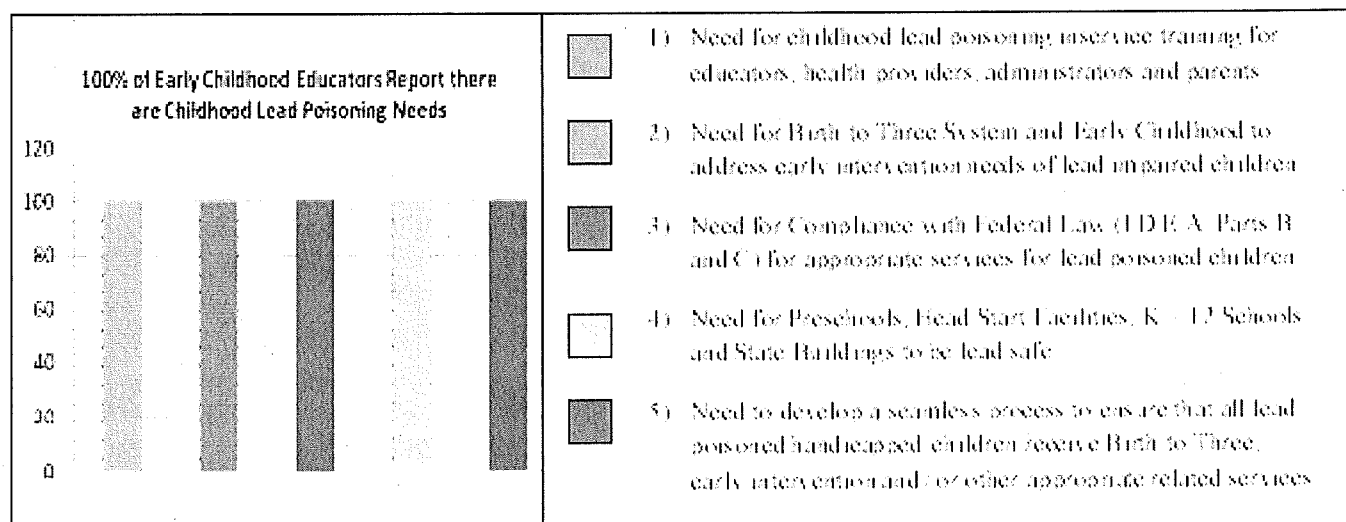 100% of Early Childhood Educators Report there
are Childhood Lead Poisoning Needs
120
100
80
60
40
20
0
1) Need for childhood lead poisoning inservice training for
educators, health providers, administrators and parents
2) Need for Birth to Three System and Early Childhood to
address early intervention needs of lead impaired children
3) Need for Compliance with Federal Law (I D E A Parts B
and C) for appropriate services for lead poisoned children
4) Need for Preschools, Head Start Facilities, K - 12 Schools
and State Buildings to be lead safe
5) Need to develop a seamless process to ensure that all lead
poisoned handicapped children receive Birth to Three,
early intervention and / or other appropriate related services